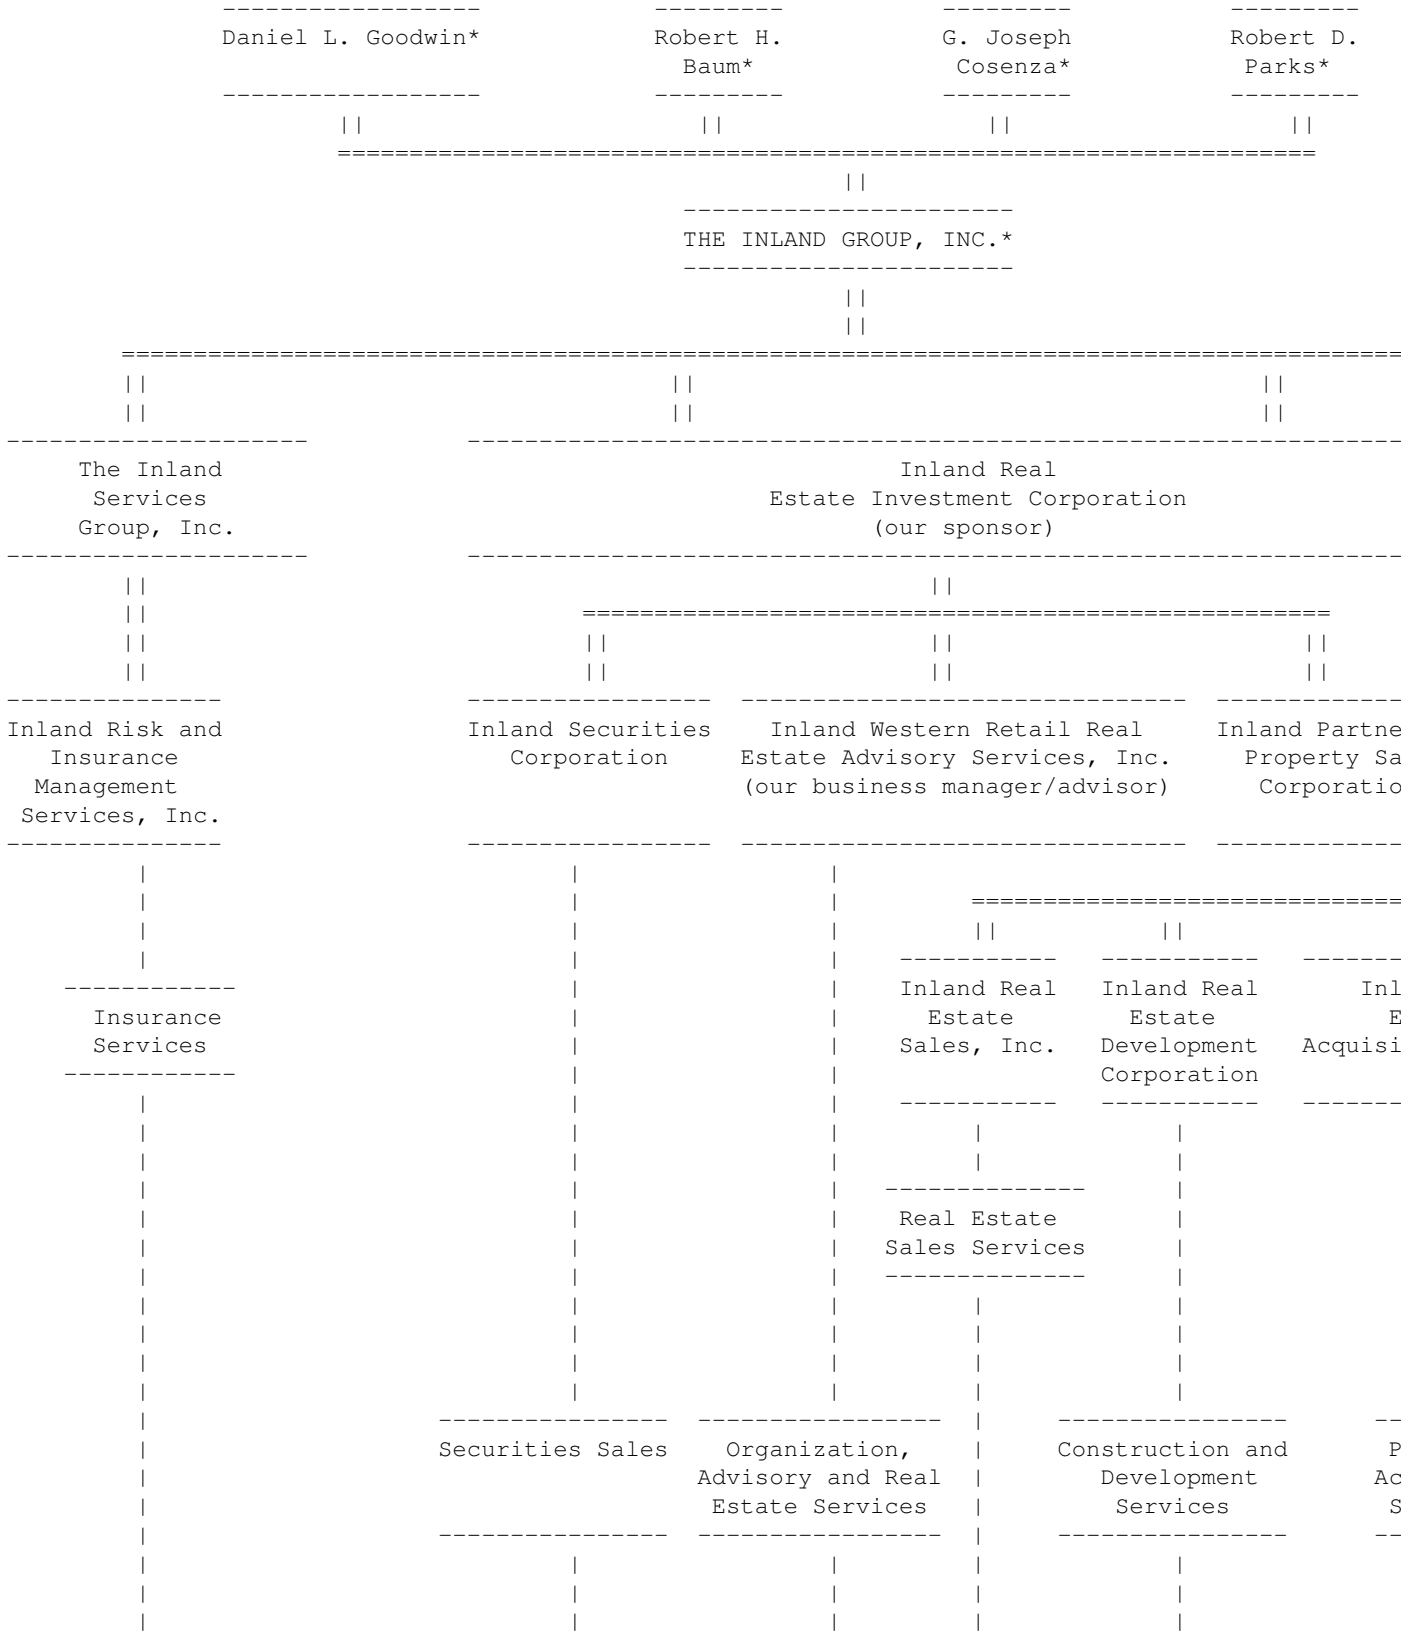 Daniel L. Goodwin* Robert H. G. Joseph Robert D.
Baum* Cosenza* Parks*
THE INLAND GROUP, INC.*
The Inland Inland Real
Services Estate Investment Corporation
Group, Inc. (our sponsor)
Inland Risk and Inland Securities Inland Western Retail Real Inland
Insurance Corporation Estate Advisory Services, Inc. Property
Management (our business manager/advisor)
Services, Inc.
Inland Real Inland Real
Insurance Estate Estate
Services Sales, Inc. Development
Corporation
Real Estate
Sales Services
Securities Sales Organization, Construction and
Advisory and Real Development
Estate Services Services